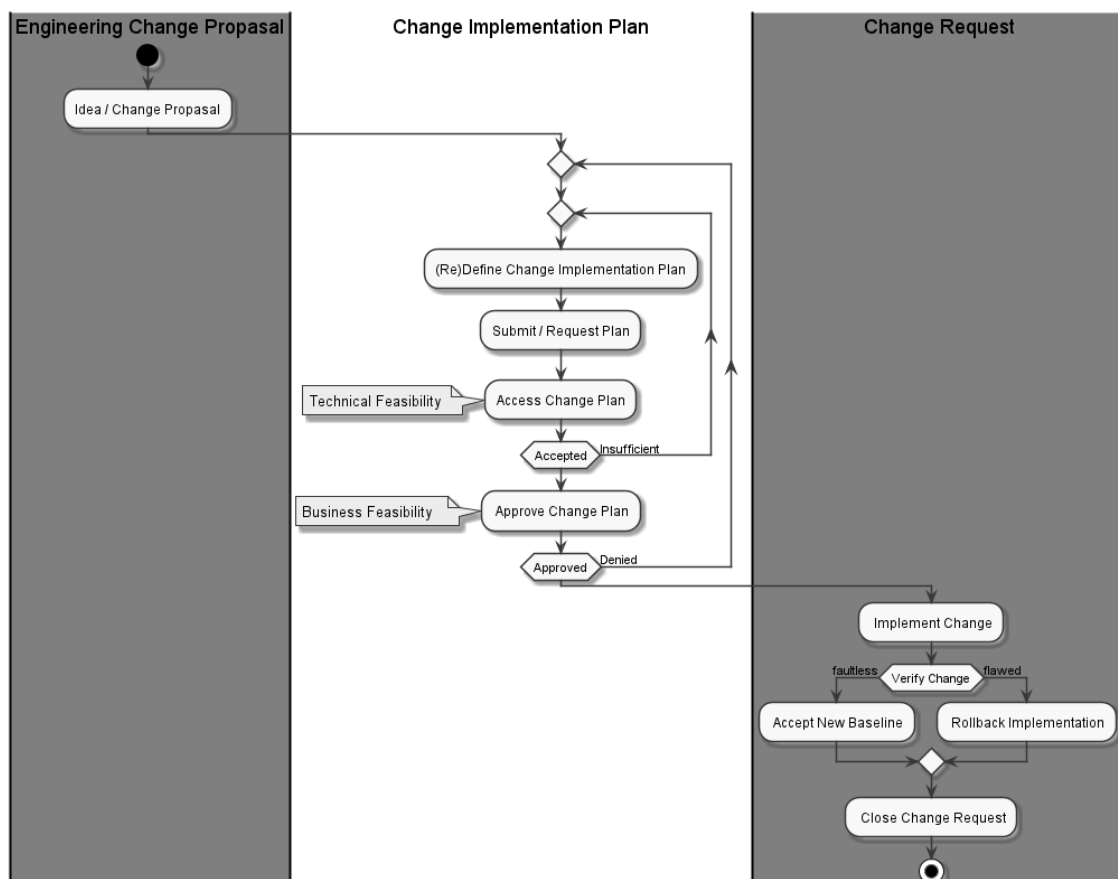 Engineering Change Propasal
Change Implementation Plan
Change Request
Idea / Change Propasal
(Re)Define Change Implementation Plan
Submit / Request Plan
Technical Feasibility
Access Change Plan
Accepted
Insufficient
Business Feasibility
Approve Change Plan
Approved
Denied
Implement Change
faultless
Verify Change
flawed
Accept New Baseline
Rollback Implementation
Close Change Request